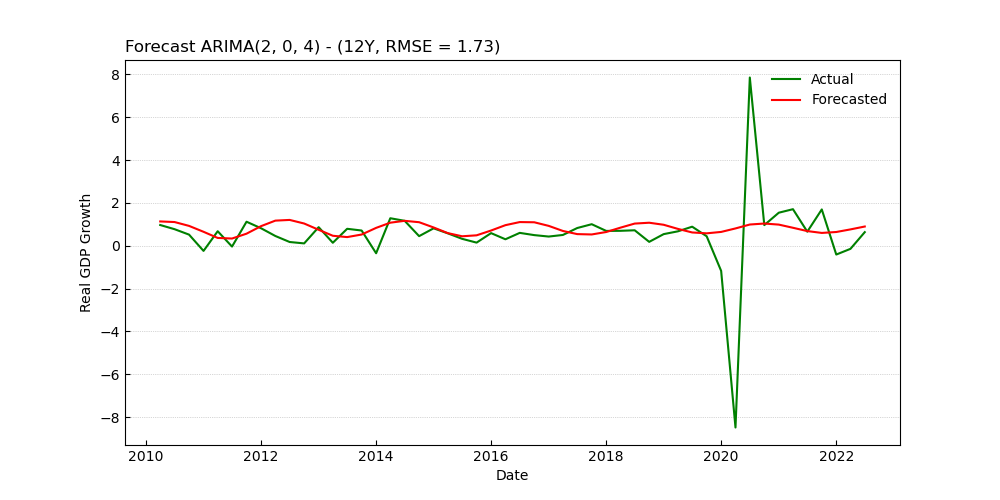 Forecast ARIMA(2, 0, 4) - (12Y, RMSE = 1.73)
Actual
Forecasted
8
6
4
2
0
−2
−4
−6
−8
Real GDP Growth
2010 2012 2014 2016 2018 2020 2022
Date